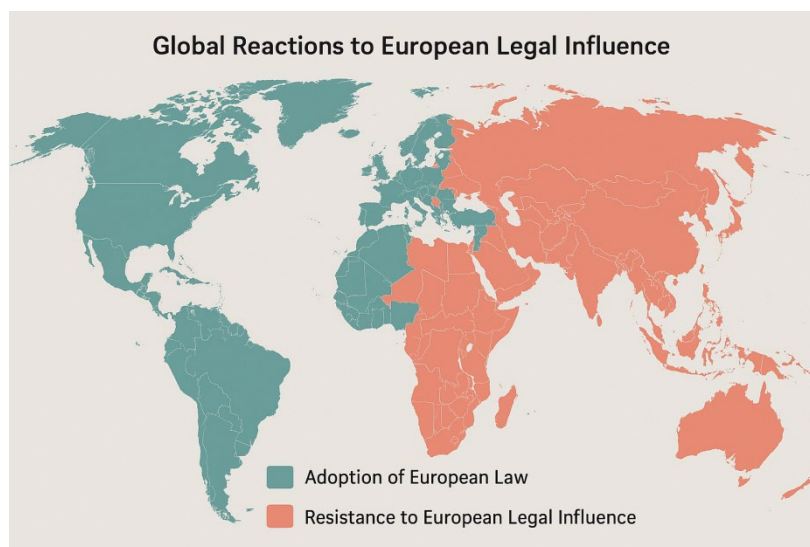 Global Reactions to European Legal Influence
Adoption of European Law
Resistance to European Legal Influence